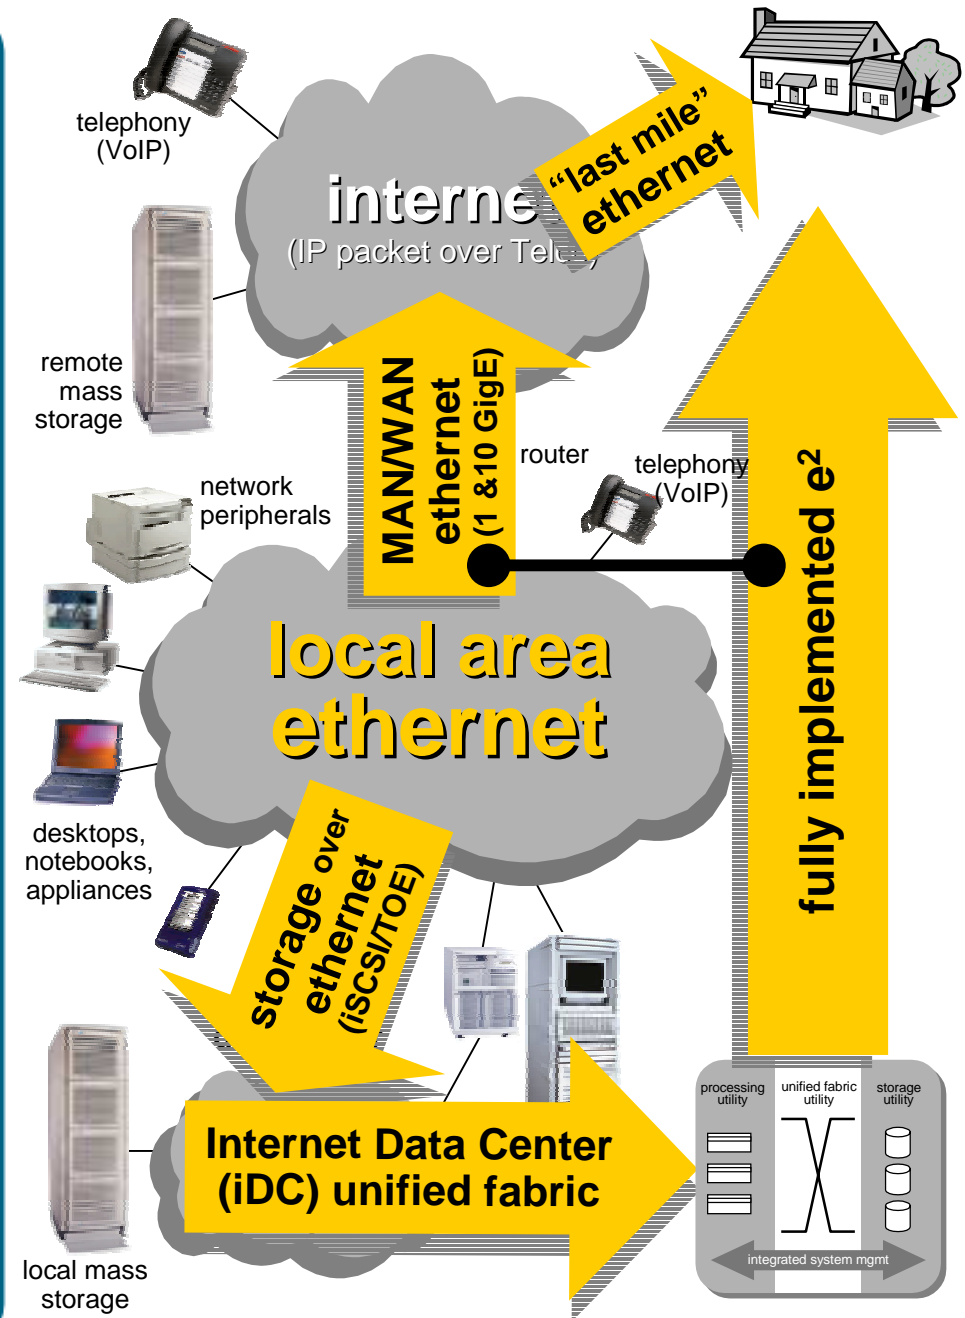 telephony
(VoIP)
"last mile"
ethernet
interne
(IP packet over Tel
remote
mass
storage
MAN/WAN
ethernet
(1 &10 GigE)
router
telephony
(VoIP)
network
peripherals
local area
ethernet
fully implemented e²
desktops,
notebooks,
appliances
storage over
ethernet
(iSCSI/TOE)
Internet Data Center
(iDC) unified fabric
processing
utility
unified fabric
utility
storage
utility
integrated system mgmt
local mass
storage